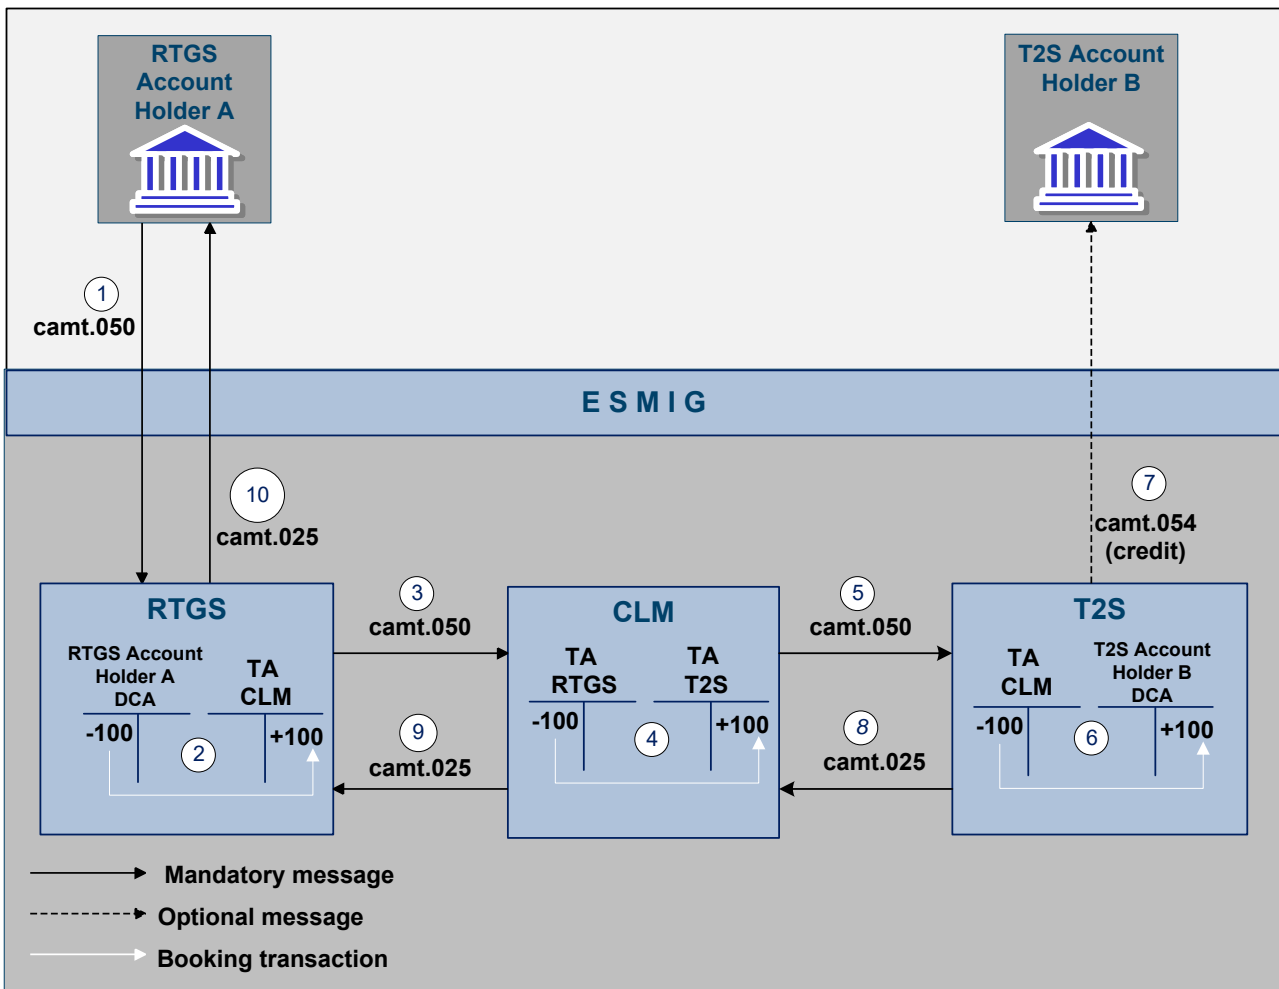 RTGS
Account
Holder A
T2S Account
Holder B
1
camt.050
E S M I G
10
camt.025
7
camt.054
(credit)
RTGS
RTGS Account
Holder A
DCA
TA
CLM
-100
+100
2
3
camt.050
9
camt.025
CLM
TA
RTGS
TA
T2S
-100
+100
4
5
camt.050
8
camt.025
T2S
TA
CLM
T2S Account
Holder B
DCA
-100
+100
6
Mandatory message
Optional message
Booking transaction